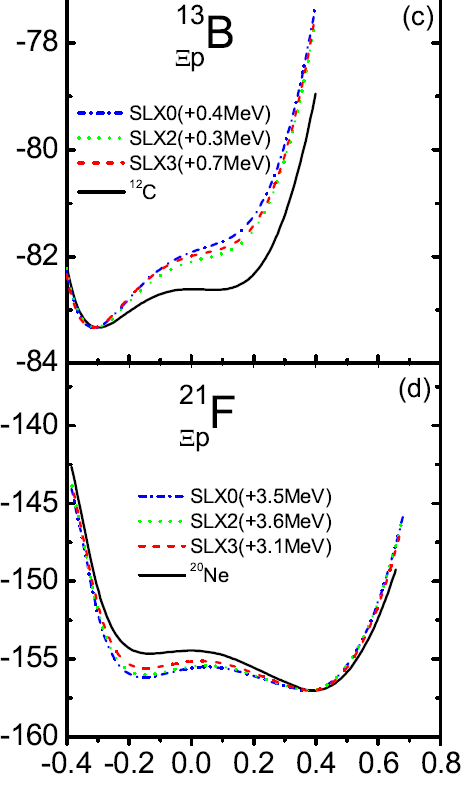 (c)
13
ΞpB
-78
SLX0(+0.4MeV)
-80
SLX2(+0.3MeV)
SLX3(+0.7MeV)
12C
-82
-84
(d)
21
ΞpF
-140
-145
SLX0(+3.5MeV)
SLX2(+3.6MeV)
SLX3(+3.1MeV)
20Ne
-150
-155
-160
-0.4 -0.2 0.0 0.2 0.4 0.6 0.8